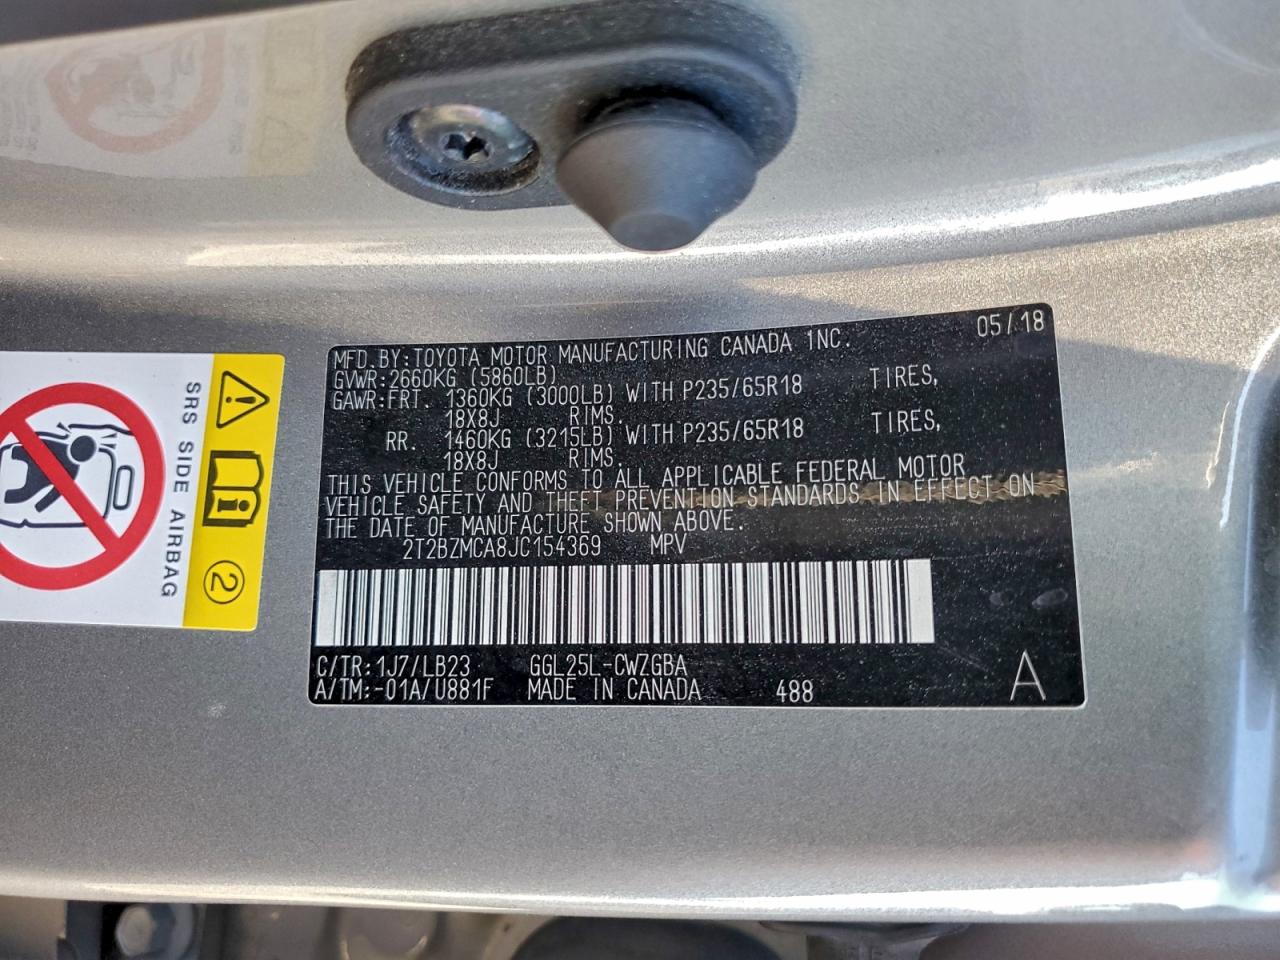 MFD.BY:TOYOTA MOTOR MANUFACTURING CANADA INC. 05/18
GVWR:2660KG (5860LB)
GAWR:FRT. 1360KG (3000LB) WITH P235/65R18 TIRES,
18X8J RIMS.
RR. 1460KG (3215LB) WITH P235/65R18 TIRES,
18X8J RIMS.
THIS VEHICLE CONFORMS TO ALL APPLICABLE FEDERAL MOTOR
VEHICLE SAFETY AND THEFT PREVENTION STANDARDS IN EFFECT ON
THE DATE OF MANUFACTURE SHOWN ABOVE.
2T2BZMCA8JC154369 MPV
C/TR:1J7/LB23 GGL25L-CWZGBA
A/TM:-01A/U881F MADE IN CANADA 488 A
SRS SIDE AIRBAG
2